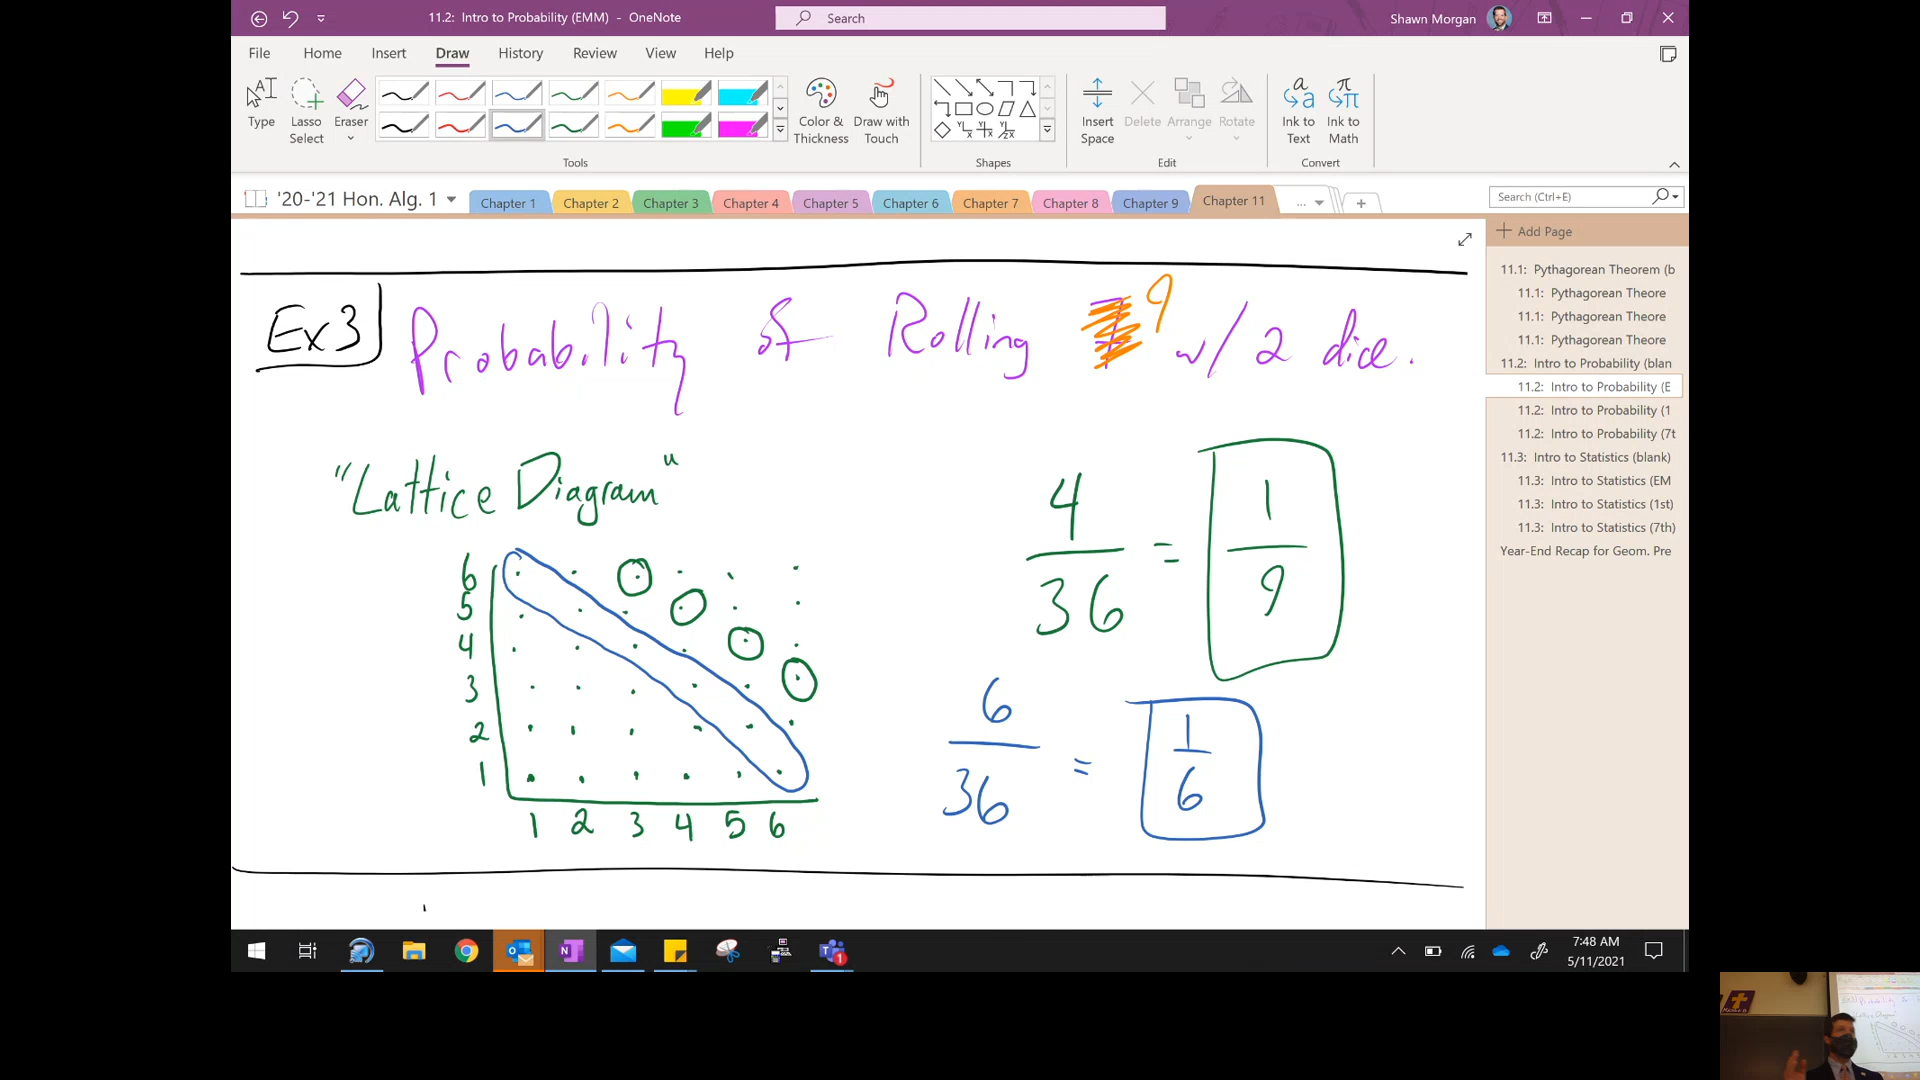 11.2: Intro to Probability (EMM) - OneNote
Search
Shawn Morgan
File Home Insert Draw History Review View Help
Type
Lasso Select
Eraser
Color & Thickness
Draw with Touch
Insert Space
Delete
Arrange
Rotate
Ink to Text
Ink to Math
Tools
Shapes
Edit
Convert
'20-'21 Hon. Alg. 1
Chapter 1
Chapter 2
Chapter 3
Chapter 4
Chapter 5
Chapter 6
Chapter 7
Chapter 8
Chapter 9
Chapter 11
...
Search (Ctrl+E)
Add Page
11.1: Pythagorean Theorem (b
11.1: Pythagorean Theore
11.1: Pythagorean Theore
11.1: Pythagorean Theore
11.2: Intro to Probability (blan
11.2: Intro to Probability (E
11.2: Intro to Probability (1
11.2: Intro to Probability (7t
11.3: Intro to Statistics (blank)
11.3: Intro to Statistics (EM
11.3: Intro to Statistics (1st)
11.3: Intro to Statistics (7th)
Year-End Recap for Geom. Pre
Ex 3 Probability of Rolling 9 w/ 2 dice.
"Lattice Diagram"
6
5
4
3
2
1
1 2 3 4 5 6
4/36 = 1/9
6/36 = 1/6
7:48 AM
5/11/2021